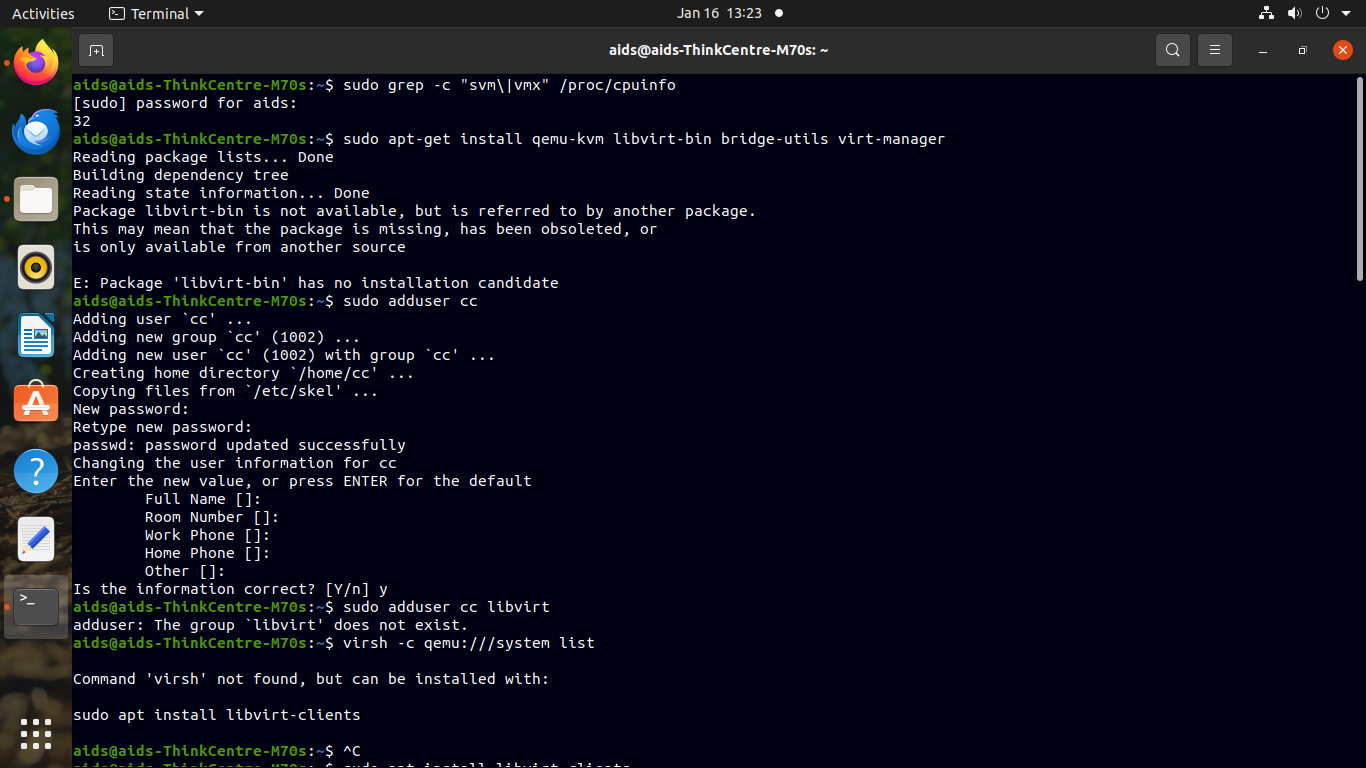 Activities
Terminal
Jan 16 13:23
aids@aids-ThinkCentre-M70s: ~
aids@aids-ThinkCentre-M70s:~$ sudo grep -c "svm\|vmx" /proc/cpuinfo
[sudo] password for aids:
32
aids@aids-ThinkCentre-M70s:~$ sudo apt-get install qemu-kvm libvirt-bin bridge-utils virt-manager
Reading package lists... Done
Building dependency tree
Reading state information... Done
Package libvirt-bin is not available, but is referred to by another package.
This may mean that the package is missing, has been obsoleted, or
is only available from another source
E: Package 'libvirt-bin' has no installation candidate
aids@aids-ThinkCentre-M70s:~$ sudo adduser cc
Adding user `cc' ...
Adding new group `cc' (1002) ...
Adding new user `cc' (1002) with group `cc' ...
Creating home directory `/home/cc' ...
Copying files from `/etc/skel' ...
New password:
Retype new password:
passwd: password updated successfully
Changing the user information for cc
Enter the new value, or press ENTER for the default
Full Name []:
Room Number []:
Work Phone []:
Home Phone []:
Other []:
Is the information correct? [Y/n] y
aids@aids-ThinkCentre-M70s:~$ sudo adduser cc libvirt
adduser: The group `libvirt' does not exist.
aids@aids-ThinkCentre-M70s:~$ virsh -c qemu:///system list
Command 'virsh' not found, but can be installed with:
sudo apt install libvirt-clients
aids@aids-ThinkCentre-M70s:~$ ^C
aids@aids-ThinkCentre-M70s:~$ sudo apt install libvirt-clients